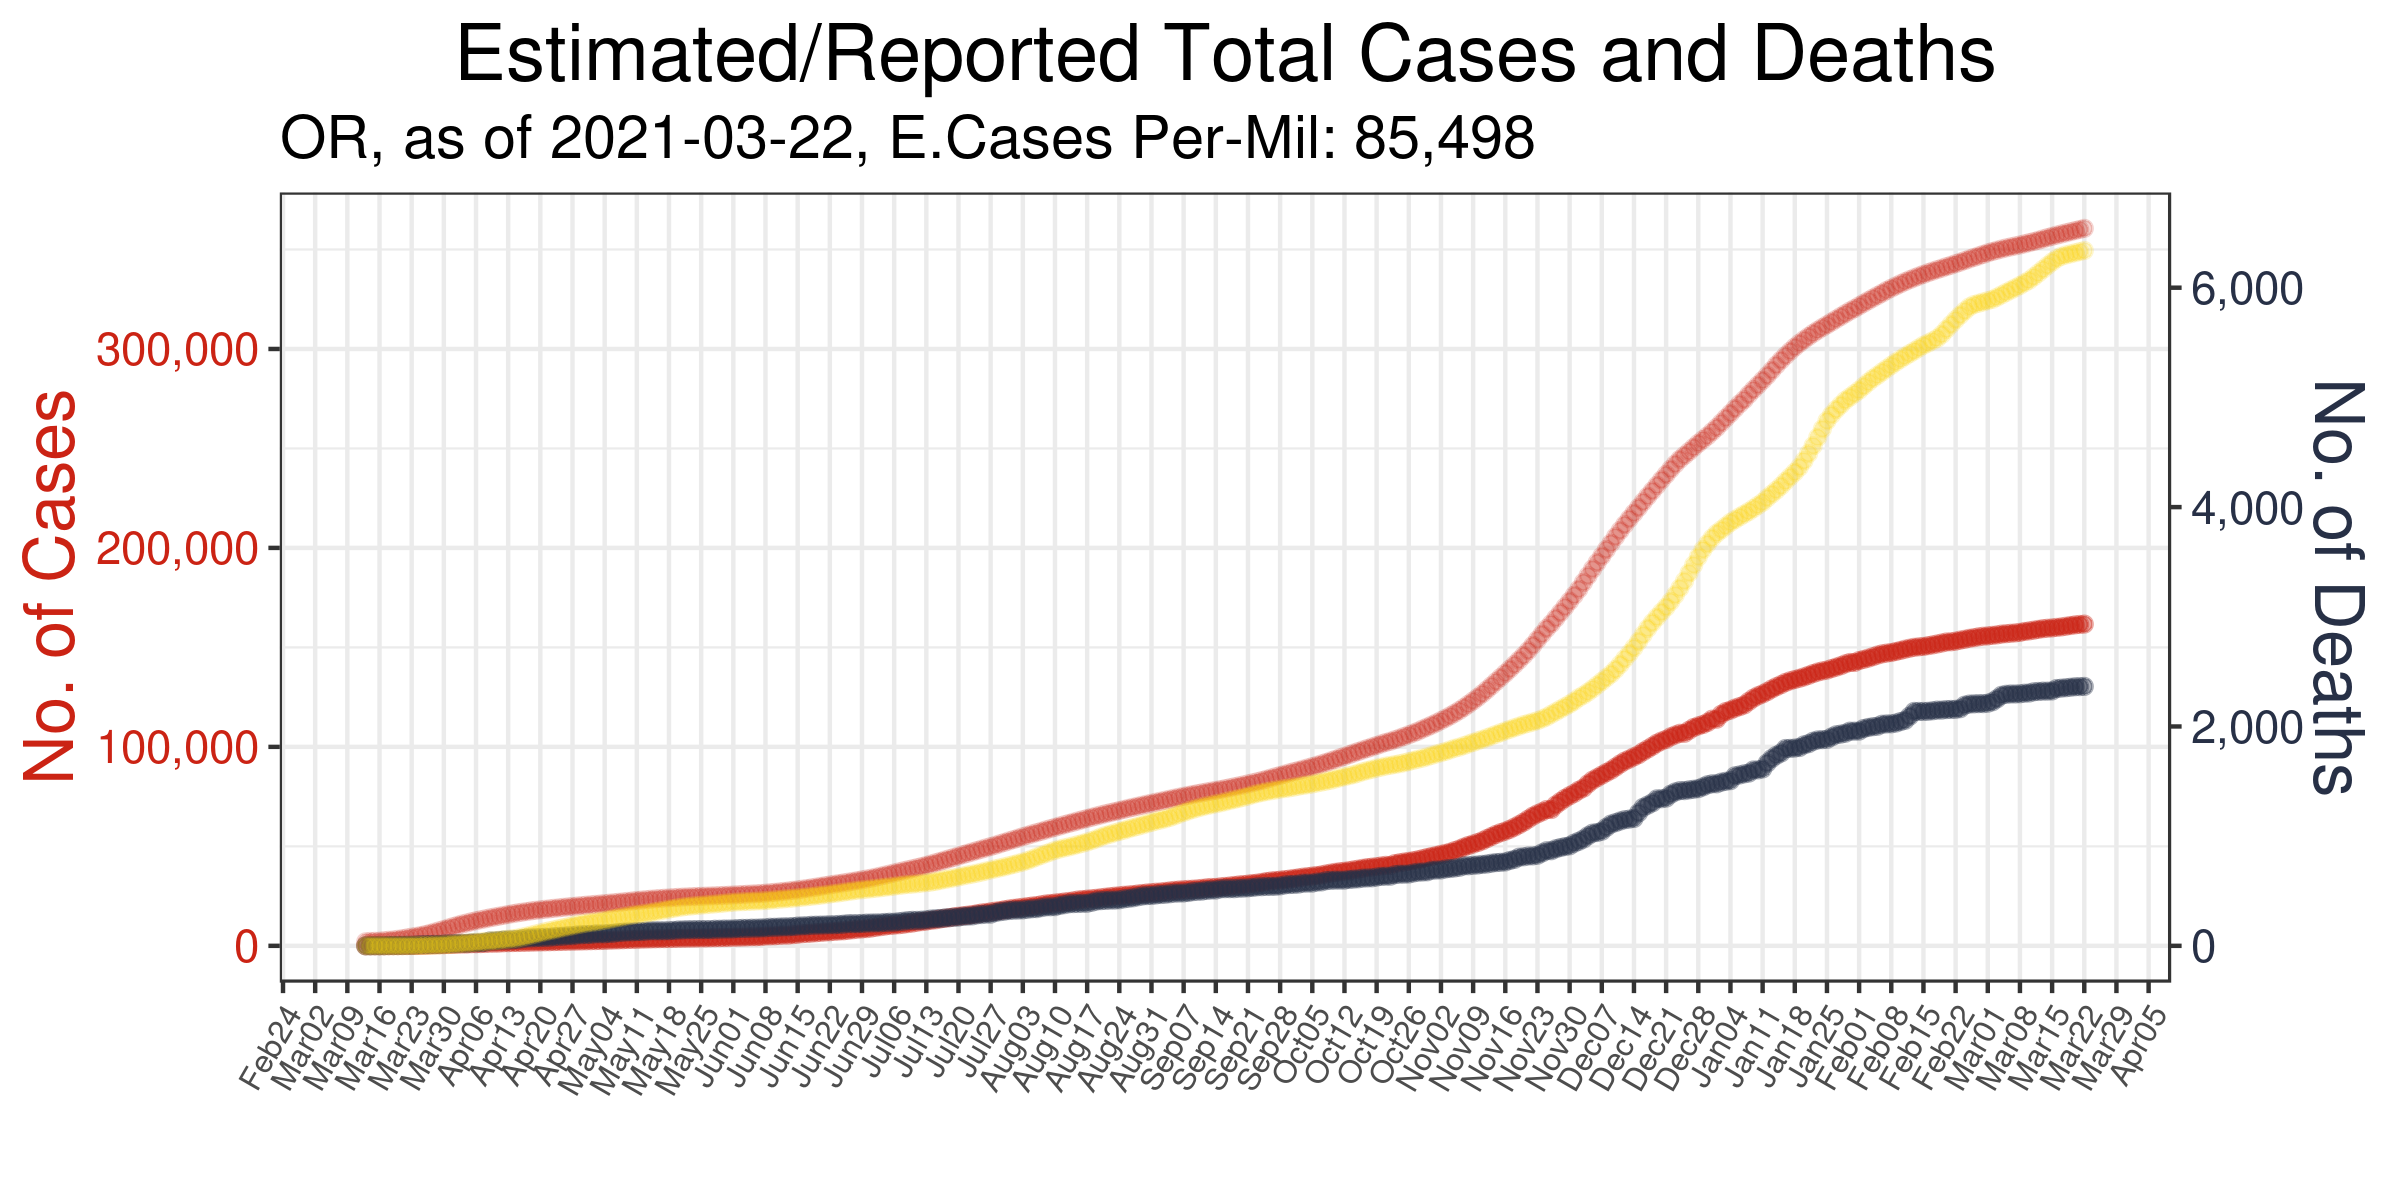 Estimated/Reported Total Cases and Deaths
OR, as of 2021-03-22, E.Cases Per-Mil: 85,498
No. of Cases
300,000
200,000
100,000
0
6,000
4,000
2,000
0
No. of Deaths
Feb24
Mar02
Mar09
Mar16
Mar23
Mar30
Apr06
Apr13
Apr20
Apr27
May04
May11
May18
May25
Jun01
Jun08
Jun15
Jun22
Jun29
Jul06
Jul13
Jul20
Jul27
Aug03
Aug10
Aug17
Aug24
Aug31
Sep07
Sep14
Sep21
Sep28
Oct05
Oct12
Oct19
Oct26
Nov02
Nov09
Nov16
Nov23
Nov30
Dec07
Dec14
Dec21
Dec28
Jan04
Jan11
Jan18
Jan25
Feb01
Feb08
Feb15
Feb22
Mar01
Mar08
Mar15
Mar22
Mar29
Apr05